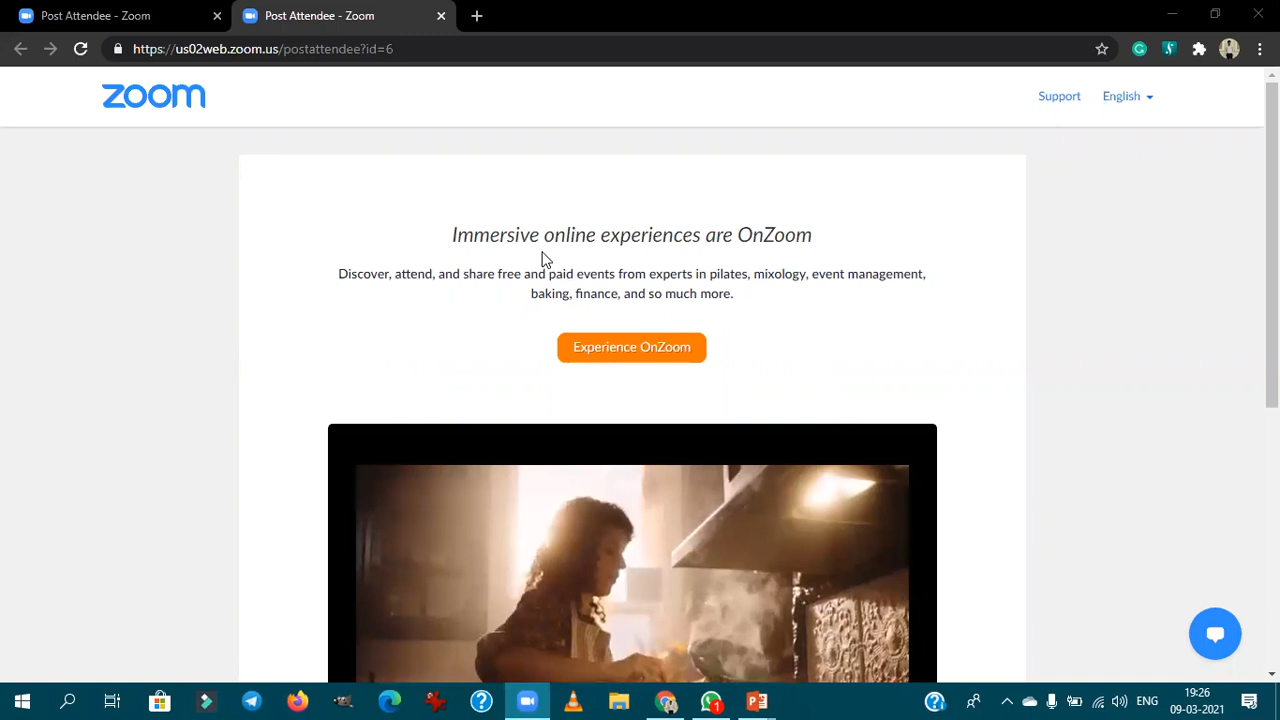 Post Attendee - Zoom
Post Attendee - Zoom
https://us02web.zoom.us/postattendee?id=6
zoom
Support
English
Immersive online experiences are OnZoom
Discover, attend, and share free and paid events from experts in pilates, mixology, event management,
baking, finance, and so much more.
Experience OnZoom
1
ENG
19:26
09-03-2021